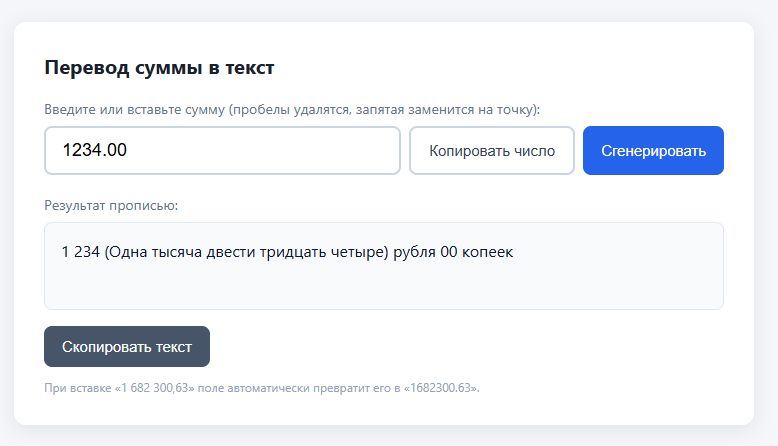 Перевод суммы в текст
Введите или вставьте сумму (пробелы удалятся, запятая заменится на точку):
1234.00
Копировать число
Сгенерировать
Результат прописью:
1 234 (Одна тысяча двести тридцать четыре) рубля 00 копеек
Скопировать текст
При вставке «1 682 300,63» поле автоматически превратит его в «1682300.63».